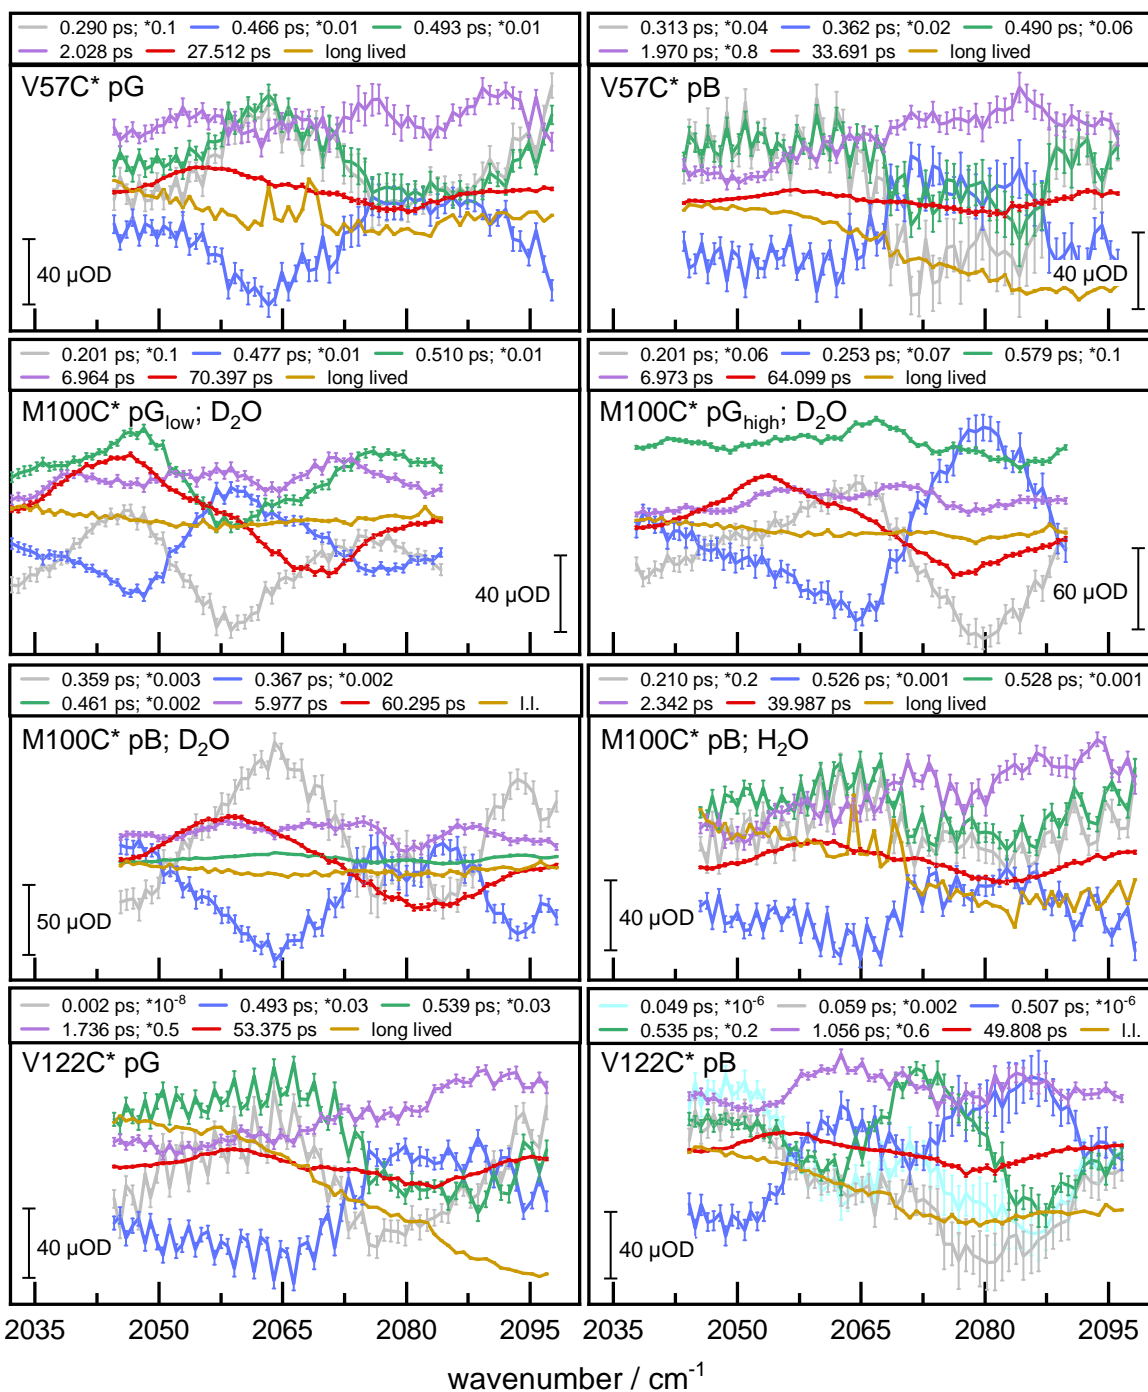 0.290 ps; *0.1 0.466 ps; *0.01 0.493 ps; *0.01
2.028 ps 27.512 ps long lived
V57C* pG
40 µOD
0.313 ps; *0.04 0.362 ps; *0.02 0.490 ps; *0.06
1.970 ps; *0.8 33.691 ps long lived
V57C* pB
40 µOD
0.201 ps; *0.1 0.477 ps; *0.01 0.510 ps; *0.01
6.964 ps 70.397 ps long lived
M100C* pG_low; D₂O
40 µOD
0.201 ps; *0.06 0.253 ps; *0.07 0.579 ps; *0.1
6.973 ps 64.099 ps long lived
M100C* pG_high; D₂O
60 µOD
0.359 ps; *0.003 0.367 ps; *0.002
0.461 ps; *0.002 5.977 ps 60.295 ps l.l.
M100C* pB; D₂O
50 µOD
0.210 ps; *0.2 0.526 ps; *0.001 0.528 ps; *0.001
2.342 ps 39.987 ps long lived
M100C* pB; H₂O
40 µOD
0.002 ps; *10⁻⁸ 0.493 ps; *0.03 0.539 ps; *0.03
1.736 ps; *0.5 53.375 ps long lived
V122C* pG
40 µOD
0.049 ps; *10⁻⁶ 0.059 ps; *0.002 0.507 ps; *10⁻⁶
0.535 ps; *0.2 1.056 ps; *0.6 49.808 ps l.l.
V122C* pB
40 µOD
2035 2050 2065 2080 2095 2035 2050 2065 2080 2095
wavenumber / cm⁻¹